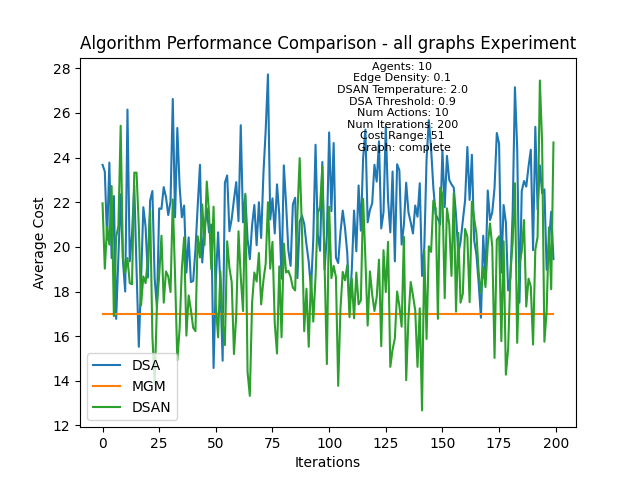 Algorithm Performance Comparison - all graphs Experiment
Agents: 10
Edge Density: 0.1
DSAN Temperature: 2.0
DSA Threshold: 0.9
Num Actions: 10
Num Iterations: 200
Cost Range: 51
Graph: complete
28
26
24
22
20
18
16
14
12
Average Cost
DSA
MGM
DSAN
0 25 50 75 100 125 150 175 200
Iterations